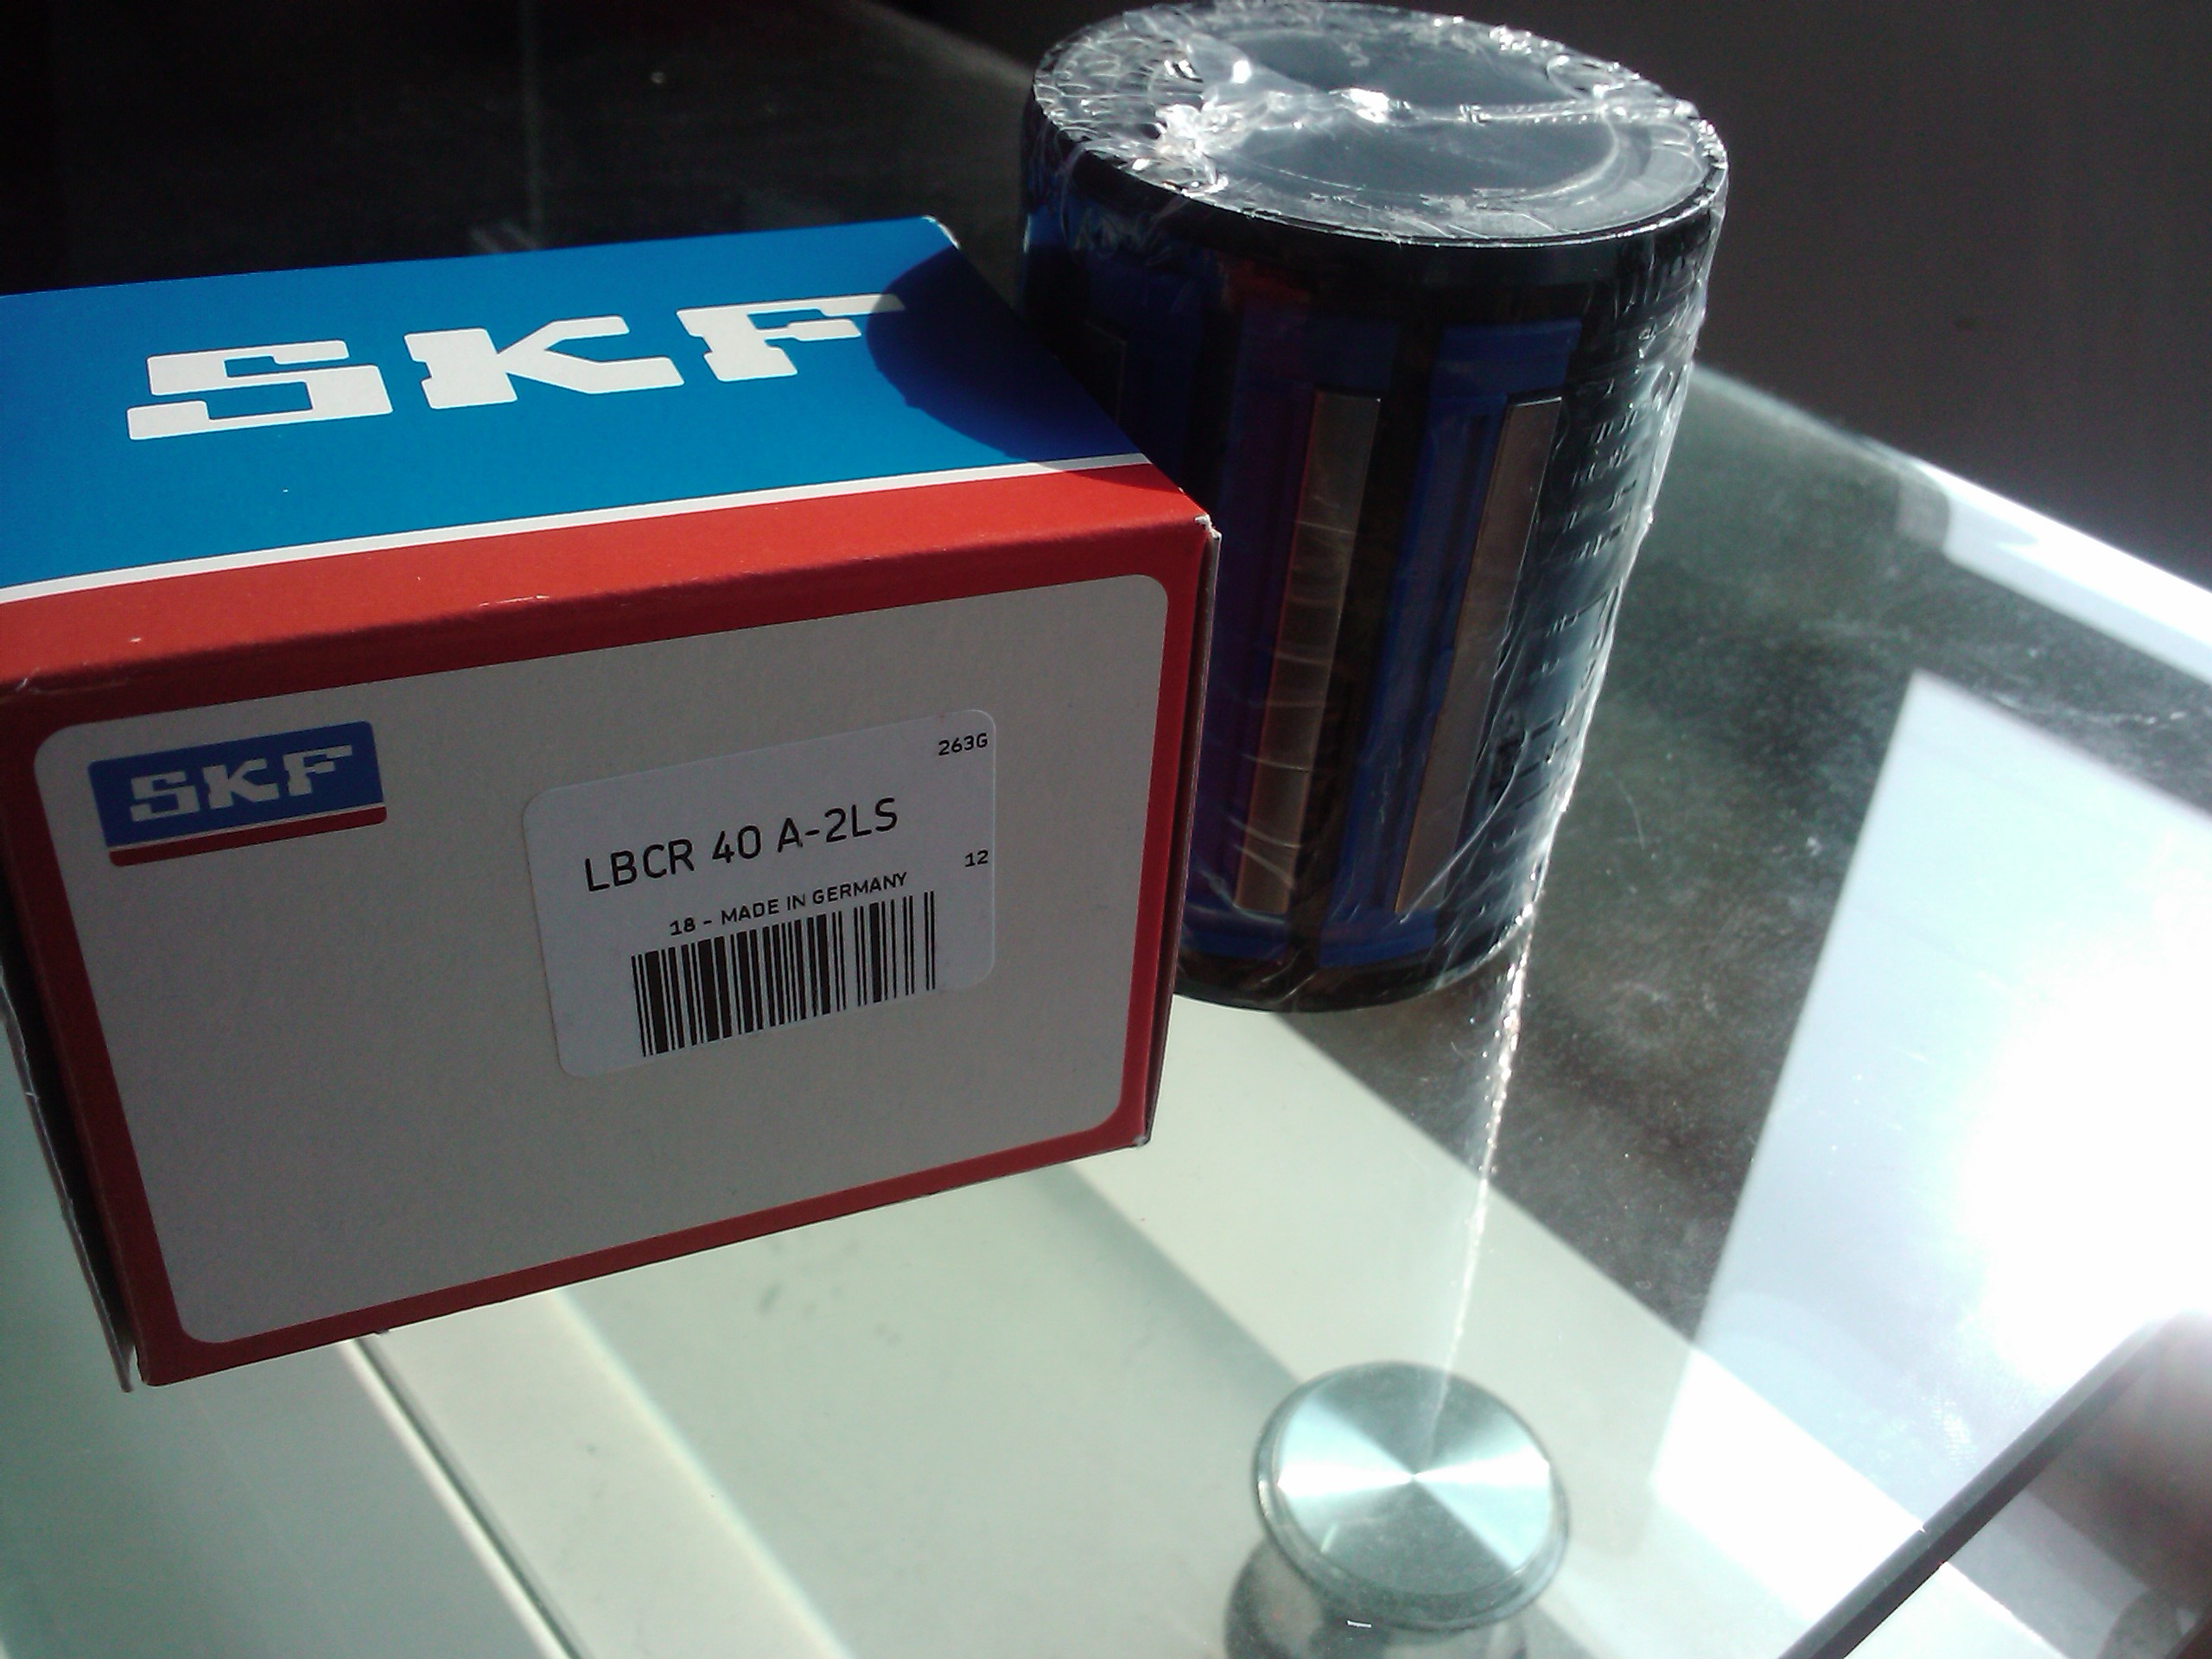 SKF
SKF
263G
LBCR 40 A-2LS
12
18 - MADE IN GERMANY